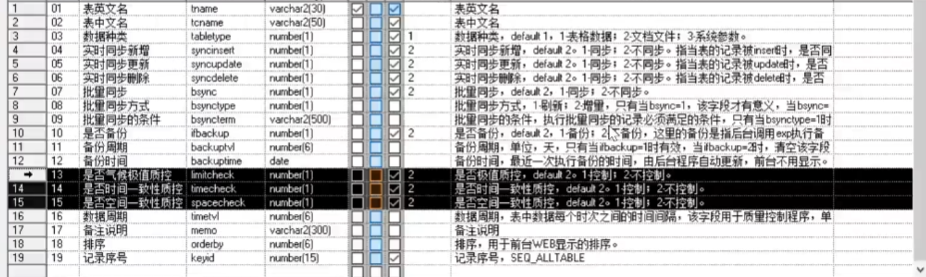 1 01 表英文名 tname varchar2(30)
2 02 表中文名 tcname varchar2(50) 表中文名
3 03 数据种类 tabletype number(1) 1 数据种类，default 1，1-表格数据；2-文档文件；3-系统参数。
4 04 实时同步新增 syncinsert number(1) 2 实时同步新增，default 2。1-同步；2-不同步。指当表的记录被insert时，是否同
5 05 实时同步更新 syncupdate number(1) 2 实时同步更新，default 2。1-同步；2-不同步。指当表的记录被update时，是否
6 06 实时同步删除 syncdelete number(1) 2 实时同步删除，default 2。1-同步；2-不同步。指当表的记录被delete时，是否
7 07 批量同步 bsync number(1) 2 批量同步，default 2，1-同步；2-不同步。
8 08 批量同步方式 bsynctype number(1) 批量同步方式，1-刷新；2-增量，只有当bsync=1，该字段才有意义，当bsync=
9 09 批量同步的条件 bsyncterm varchar2(500) 批量同步的条件，执行批量同步的记录必须满足的条件，只有当bsynctype=1时
10 10 是否备份 ifbackup number(1) 2 是否备份，default 2，1-备份；2-不备份，这里的备份是指后台调用exp执行备
11 11 备份周期 backuptvl number(6) 备份周期，单位，天，只有当ifbackup=1时有效，当ifbackup=2时，清空该字段
12 12 备份时间 backuptime date 备份时间，最近一次执行备份的时间，由后台程序自动更新，前台不用显示。
13 是否气候极值质控 limitcheck number(1) 2 是否极值质控，default 2。1-控制；2-不控制。
14 14 是否时间一致性质控 timecheck number(1) 2 是否时间一致性质控，default 2。1-控制；2-不控制。
15 15 是否空间一致性质控 spacecheck number(1) 2 是否空间一致性质控，default 2。1-控制；2-不控制。
16 16 数据周期 timetvl number(6) 数据周期，表中数据每个时次之间的时间间隔，该字段用于质量控制程序，单
17 17 备注说明 memo varchar2(300) 备注说明
18 18 排序 orderby number(6) 排序，用于前台WEB显示的排序。
19 19 记录序号 keyid number(15) 记录序号，SEQ_ALLTABLE